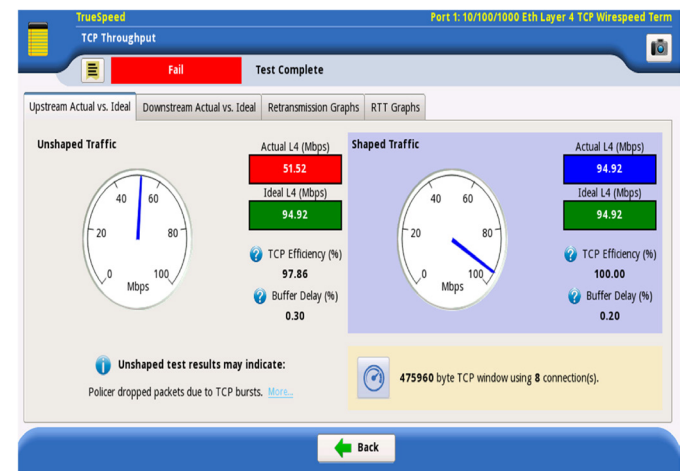 TrueSpeed
Port 1: 10/100/1000 Eth Layer 4 TCP Wirespeed Term
TCP Throughput
Fail
Test Complete
Upstream Actual vs. Ideal
Downstream Actual vs. Ideal
Retransmission Graphs
RTT Graphs
Unshaped Traffic
0
20
40
60
80
100
Mbps
Actual L4 (Mbps)
51.52
Ideal L4 (Mbps)
94.92
TCP Efficiency (%)
97.86
Buffer Delay (%)
0.30
Shaped Traffic
0
20
40
60
80
100
Mbps
Actual L4 (Mbps)
94.92
Ideal L4 (Mbps)
94.92
TCP Efficiency (%)
100.00
Buffer Delay (%)
0.20
Unshaped test results may indicate:
Policer dropped packets due to TCP bursts. More...
475960 byte TCP window using 8 connection(s).
Back